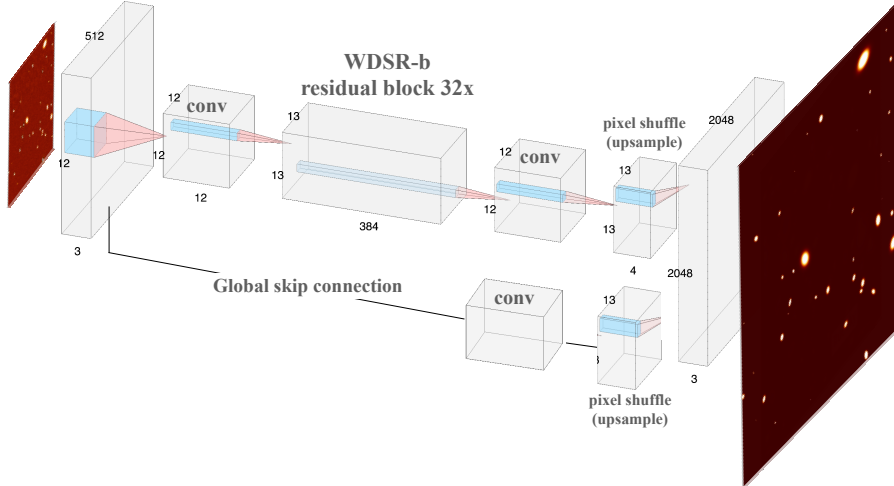 512
12
3
12
conv
12
12
WDSR-b
residual block 32x
13
13
384
12
conv
12
pixel shuffle
(upsample)
13
13
4
2048
2048
3
Global skip connection
conv
13
pixel shuffle
(upsample)